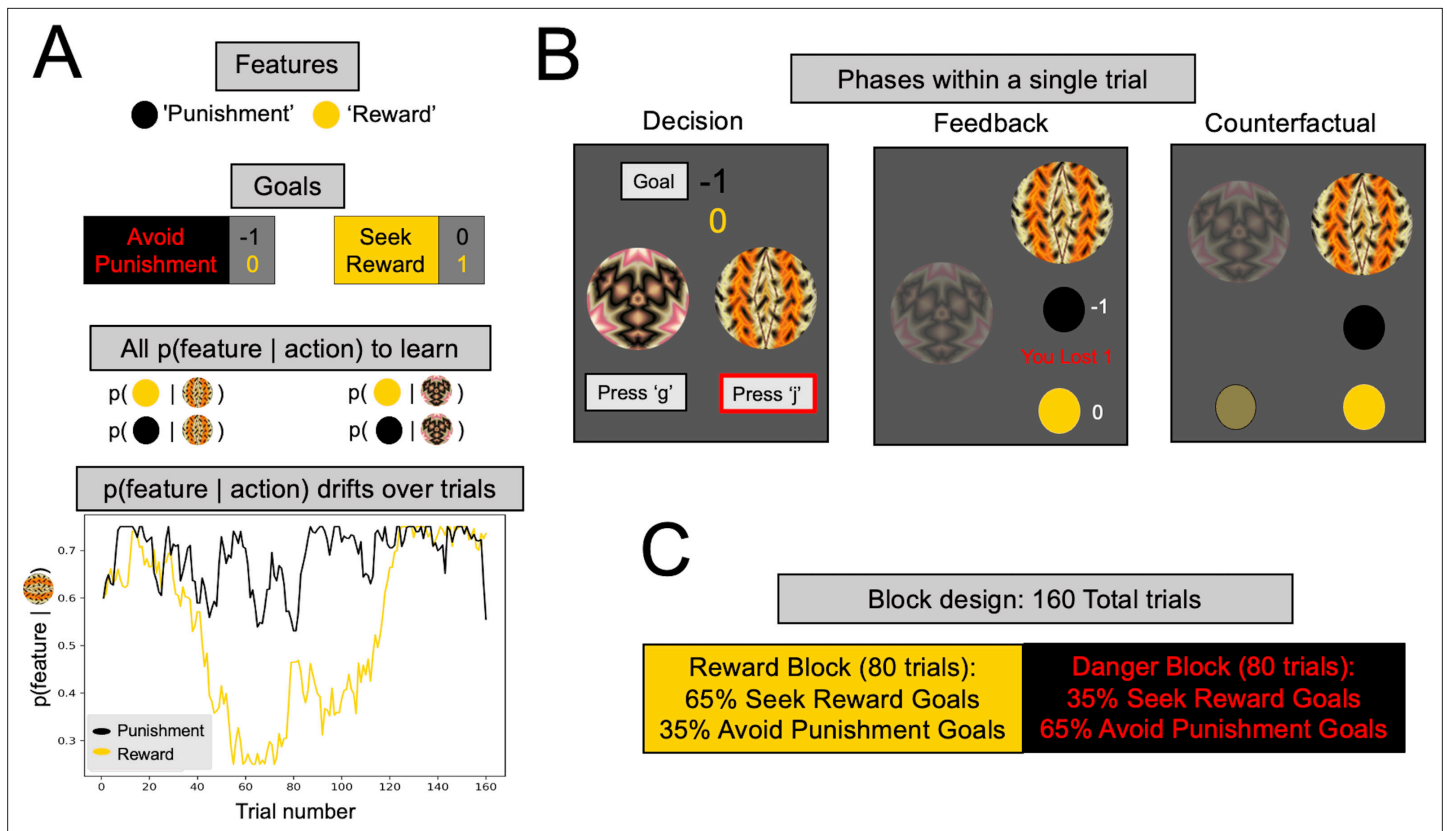 A
Features
'Punishment' 'Reward'
Goals
Avoid
Punishment
-1
0
Seek
Reward
0
1
All p(feature | action) to learn
p( | ) p( | )
p( | ) p( | )
p(feature | action) drifts over trials
p(feature | )
0.7
0.6
0.5
0.4
0.3
Punishment
Reward
0 20 40 60 80 100 120 140 160
Trial number
B
Phases within a single trial
Decision
Goal -1
0
Press 'g' Press 'j'
Feedback
-1
You Lost 1
0
Counterfactual
C
Block design: 160 Total trials
Reward Block (80 trials):
65% Seek Reward Goals
35% Avoid Punishment Goals
Danger Block (80 trials):
35% Seek Reward Goals
65% Avoid Punishment Goals